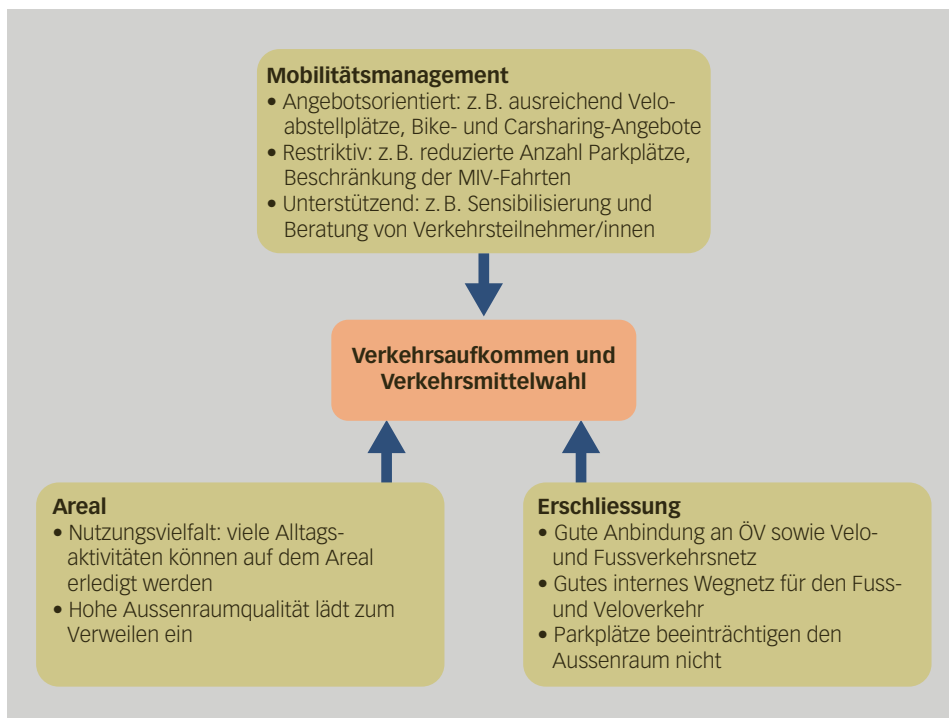 Mobilitätsmanagement
• Angebotsorientiert: z. B. ausreichend Velo-
abstellplätze, Bike- und Carsharing-Angebote
• Restriktiv: z. B. reduzierte Anzahl Parkplätze,
Beschränkung der MIV-Fahrten
• Unterstützend: z. B. Sensibilisierung und
Beratung von Verkehrsteilnehmer/innen
Verkehrsaufkommen und
Verkehrsmittelwahl
Areal
• Nutzungsvielfalt: viele Alltags-
aktivitäten können auf dem Areal
erledigt werden
• Hohe Aussenraumqualität lädt zum
Verweilen ein
Erschliessung
• Gute Anbindung an ÖV sowie Velo-
und Fussverkehrsnetz
• Gutes internes Wegnetz für den Fuss-
und Veloverkehr
• Parkplätze beeinträchtigen den
Aussenraum nicht